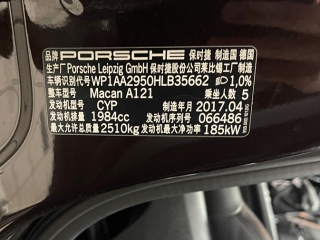 品牌 PORSCHE 保时捷 制造国 德国
生产厂 Porsche Leipzig GmbH 保时捷股份公司莱比锡工厂制造
车辆识别代号 WP1AA2950HLB35662 1,0%
整车型号 Macan A121 乘坐人数 5
发动机型号 CYP 制造年月 2017.04
发动机排量 1984cc 发动机序列号 066486
最大允许总质量 2510kg 发动机最大净功率 185kW